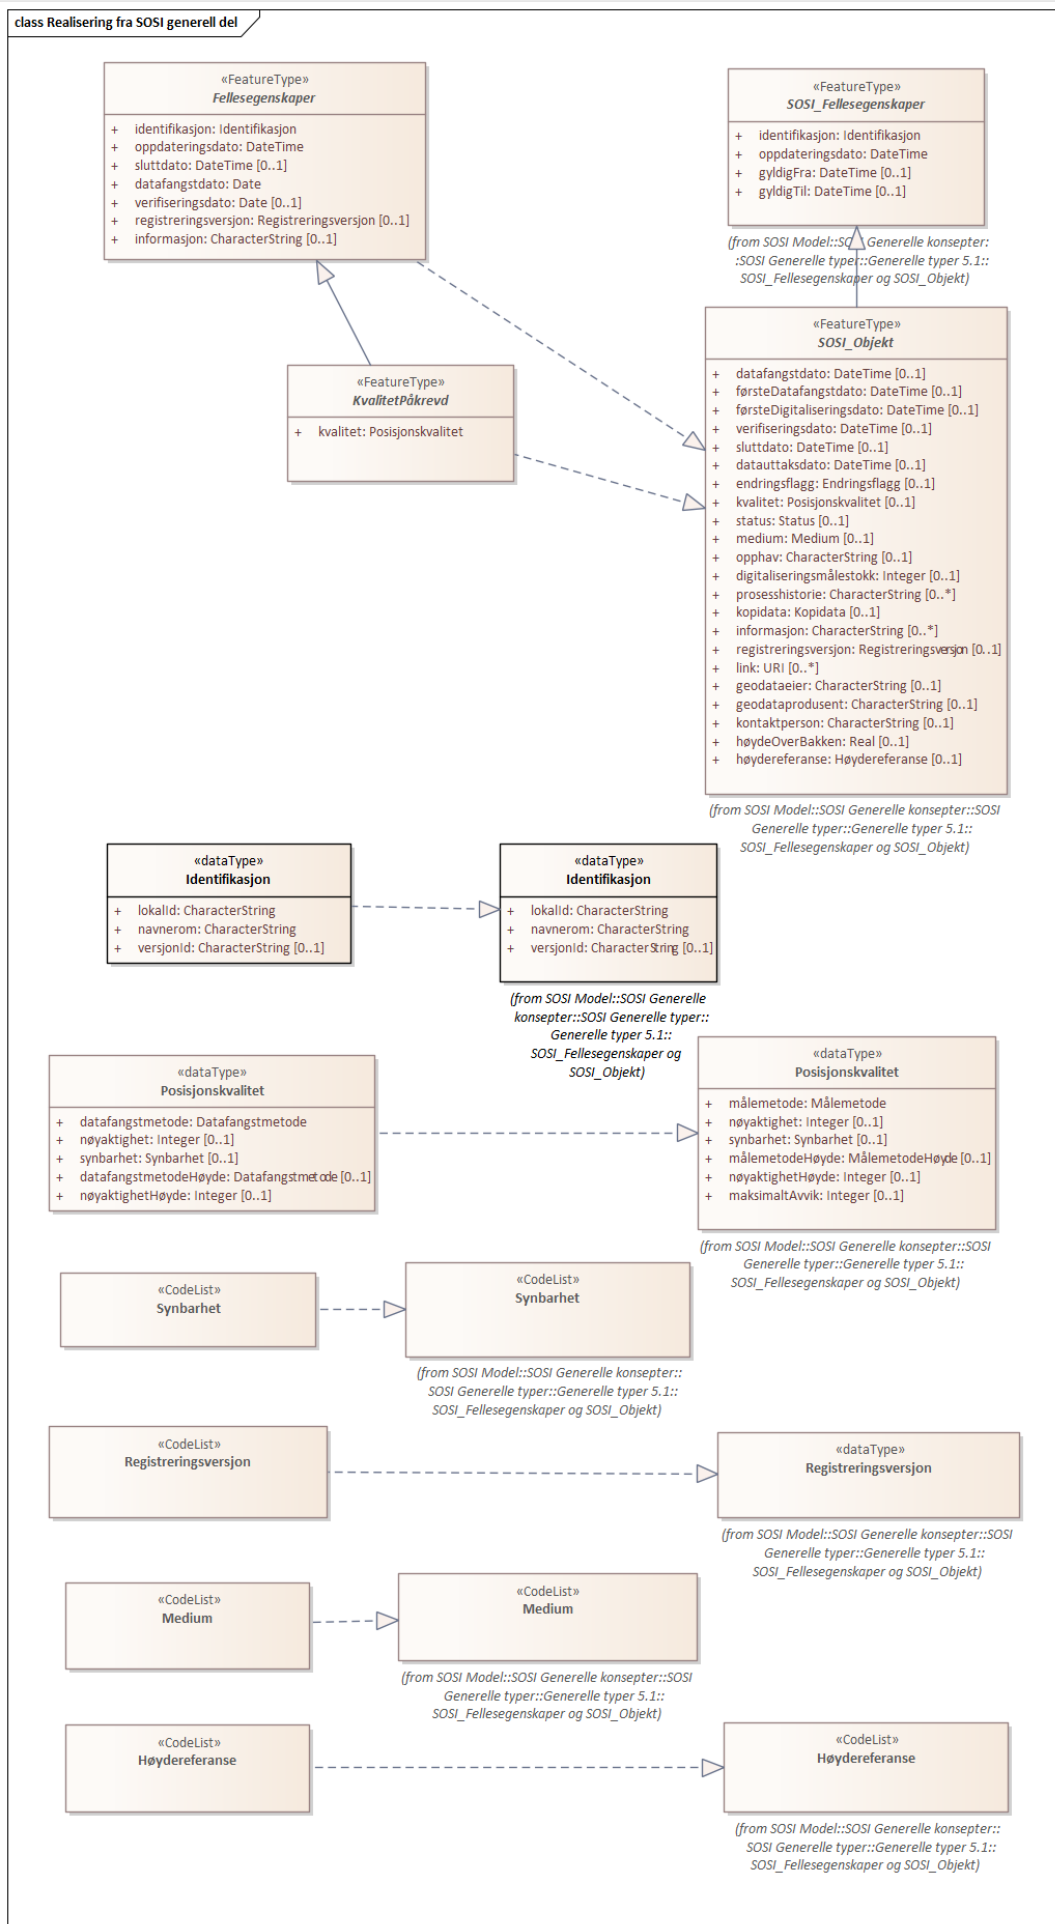 class Realisering fra SOSI generell del
«FeatureType»
Fellesegenskaper
+ identifikasjon: Identifikasjon
+ oppdateringsdato: DateTime
+ sluttdato: DateTime [0..1]
+ datafangstdato: Date
+ verifiseringsdato: Date [0..1]
+ registreringsversjon: Registreringsversjon [0..1]
+ informasjon: CharacterString [0..1]
«FeatureType»
SOSI_Fellesegenskaper
+ identifikasjon: Identifikasjon
+ oppdateringsdato: DateTime
+ gyldigFra: DateTime [0..1]
+ gyldigTil: DateTime [0..1]
(from SOSI Model::SOSI Generelle konsepter:
:SOSI Generelle typer::Generelle typer 5.1::
SOSI_Fellesegenskaper og SOSI_Objekt)
«FeatureType»
KvalitetPåkrevd
+ kvalitet: Posisjonskvalitet
«FeatureType»
SOSI_Objekt
+ datafangstdato: DateTime [0..1]
+ førsteDatafangstdato: DateTime [0..1]
+ førsteDigitaliseringsdato: DateTime [0..1]
+ verifiseringsdato: DateTime [0..1]
+ sluttdato: DateTime [0..1]
+ datauttaksdato: DateTime [0..1]
+ endringsflagg: Endringsflagg [0..1]
+ kvalitet: Posisjonskvalitet [0..1]
+ status: Status [0..1]
+ medium: Medium [0..1]
+ opphav: CharacterString [0..1]
+ digitaliseringsmålestokk: Integer [0..1]
+ prosesshistorie: CharacterString [0..*]
+ kopidata: Kopidata [0..1]
+ informasjon: CharacterString [0..*]
+ registreringsversjon: Registreringsversjon [0..1]
+ link: URI [0..*]
+ geodataeier: CharacterString [0..1]
+ geodataprodusent: CharacterString [0..1]
+ kontaktperson: CharacterString [0..1]
+ høydeOverBakken: Real [0..1]
+ høydereferanse: Høydereferanse [0..1]
(from SOSI Model::SOSI Generelle konsepter::SOSI
Generelle typer::Generelle typer 5.1::
SOSI_Fellesegenskaper og SOSI_Objekt)
«dataType»
Identifikasjon
+ lokalId: CharacterString
+ navnerom: CharacterString
+ versjonId: CharacterString [0..1]
«dataType»
Identifikasjon
+ lokalId: CharacterString
+ navnerom: CharacterString
+ versjonId: CharacterString [0..1]
(from SOSI Model::SOSI Generelle
konsepter::SOSI Generelle typer::
Generelle typer 5.1::
SOSI_Fellesegenskaper og
SOSI_Objekt)
«dataType»
Posisjonskvalitet
+ datafangstmetode: Datafangstmetode
+ nøyaktighet: Integer [0..1]
+ synbarhet: Synbarhet [0..1]
+ datafangstmetodeHøyde: Datafangstmetode [0..1]
+ nøyaktighetHøyde: Integer [0..1]
«dataType»
Posisjonskvalitet
+ målemetode: Målemetode
+ nøyaktighet: Integer [0..1]
+ synbarhet: Synbarhet [0..1]
+ målemetodeHøyde: MålemetodeHøyde [0..1]
+ nøyaktighetHøyde: Integer [0..1]
+ maksimaltAvvik: Integer [0..1]
(from SOSI Model::SOSI Generelle konsepter::SOSI
Generelle typer::Generelle typer 5.1::
SOSI_Fellesegenskaper og SOSI_Objekt)
«CodeList»
Synbarhet
«CodeList»
Synbarhet
(from SOSI Model::SOSI Generelle konsepter::
SOSI Generelle typer::Generelle typer 5.1::
SOSI_Fellesegenskaper og SOSI_Objekt)
«CodeList»
Registreringsversjon
«dataType»
Registreringsversjon
(from SOSI Model::SOSI Generelle konsepter::SOSI
Generelle typer::Generelle typer 5.1::
SOSI_Fellesegenskaper og SOSI_Objekt)
«CodeList»
Medium
«CodeList»
Medium
(from SOSI Model::SOSI Generelle konsepter::SOSI
Generelle typer::Generelle typer 5.1::
SOSI_Fellesegenskaper og SOSI_Objekt)
«CodeList»
Høydereferanse
«CodeList»
Høydereferanse
(from SOSI Model::SOSI Generelle konsepter::
SOSI Generelle typer::Generelle typer 5.1::
SOSI_Fellesegenskaper og SOSI_Objekt)